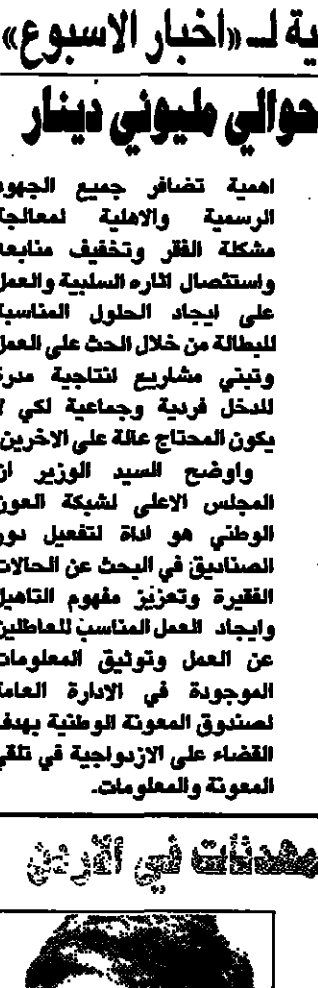 ية لـ «اخبار الاسبوع»
حوالي مليوني دينار
اهمية تضافر جميع الجهود
الرسمية والاهلية لمعالجة
مشكلة الفقر وتخفيف منابعه
واستئصال اثاره السلبية والعمل
على ايجاد الحلول المناسبة
للبطالة من خلال الحث على العمل
وتبني مشاريع انتاجية مدرة
للدخل فردية وجماعية لكي لا
يكون المحتاج عالة على الاخرين.
واوضح السيد الوزير ان
المجلس الاعلى لشبكة العون
الوطني هو اداة لتفعيل دور
الصناديق في البحث عن الحالات
الفقيرة وتعزيز مفهوم التاهيل
وايجاد العمل المناسب للعاطلين
عن العمل وتوثيق المعلومات
الموجودة في الادارة العامة
لصندوق المعونة الوطنية بهدف
القضاء على الازدواجية في تلقي
المعونة والمعلومات.
في الاردن